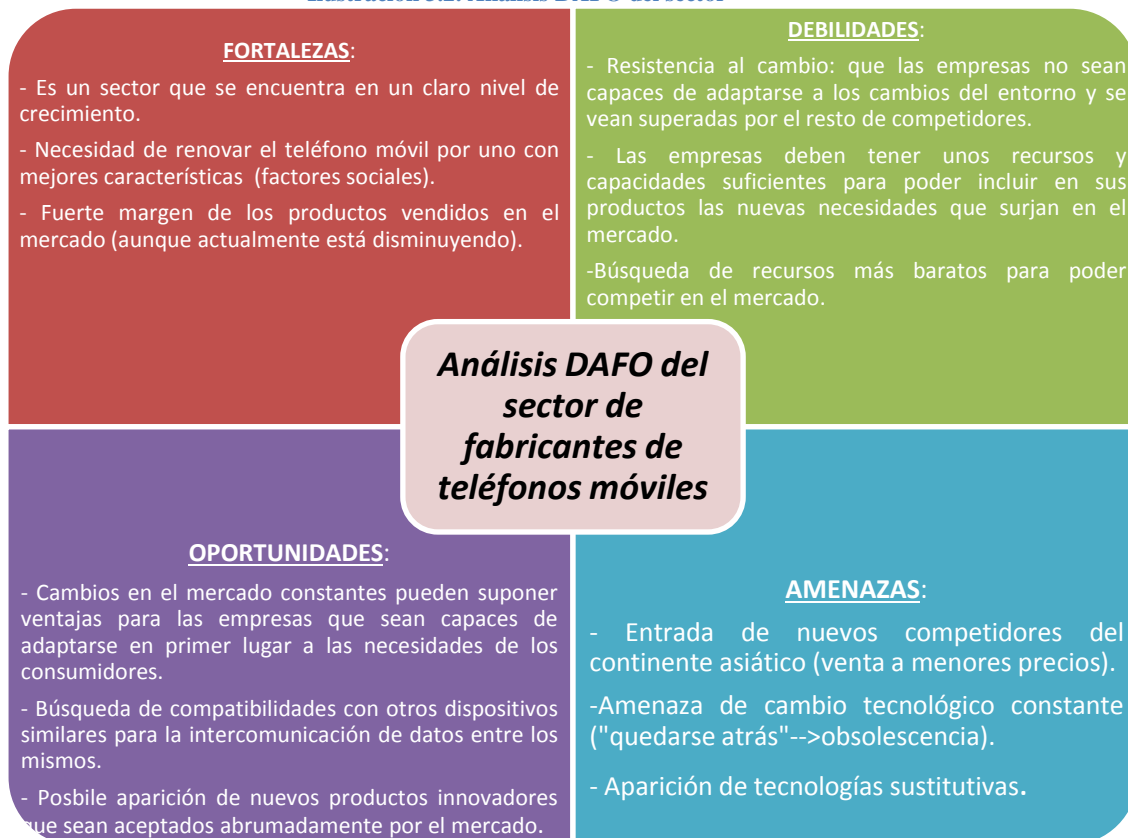 Ilustración 3.2. Análisis DAFO del sector
FORTALEZAS:
- Es un sector que se encuentra en un claro nivel de
crecimiento.
- Necesidad de renovar el teléfono móvil por uno con
mejores características (factores sociales).
- Fuerte margen de los productos vendidos en el
mercado (aunque actualmente está disminuyendo).
DEBILIDADES:
- Resistencia al cambio: que las empresas no sean
capaces de adaptarse a los cambios del entorno y se
vean superadas por el resto de competidores.
- Las empresas deben tener unos recursos y
capacidades suficientes para poder incluir en sus
productos las nuevas necesidades que surjan en el
mercado.
-Búsqueda de recursos más baratos para poder
competir en el mercado.
Análisis DAFO del
sector de
fabricantes de
teléfonos móviles
OPORTUNIDADES:
- Cambios en el mercado constantes pueden suponer
ventajas para las empresas que sean capaces de
adaptarse en primer lugar a las necesidades de los
consumidores.
- Búsqueda de compatibilidades con otros dispositivos
similares para la intercomunicación de datos entre los
mismos.
- Posbile aparición de nuevos productos innovadores
que sean aceptados abrumadamente por el mercado.
AMENAZAS:
- Entrada de nuevos competidores del
continente asiático (venta a menores precios).
-Amenaza de cambio tecnológico constante
("quedarse atrás"-->obsolescencia).
- Aparición de tecnologías sustitutivas.